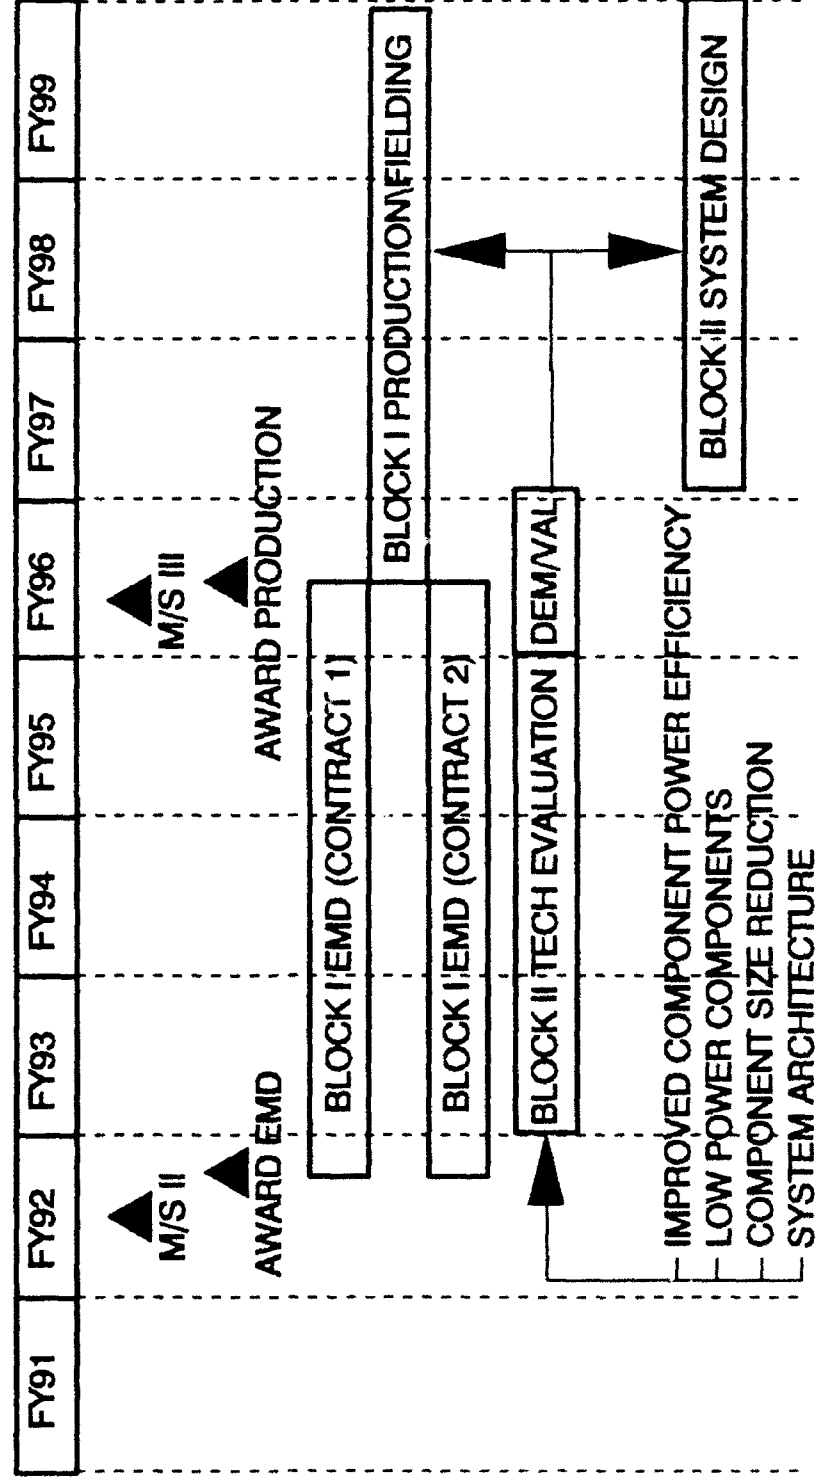 FY91 FY92 FY93 FY94 FY95 FY96 FY97 FY98 FY99
M/S II
M/S III
AWARD EMD
AWARD PRODUCTION
BLOCK I EMD (CONTRACT 1)
BLOCK I PRODUCTION\FIELDING
BLOCK I EMD (CONTRACT 2)
BLOCK II TECH EVALUATION
DEM/VAL
IMPROVED COMPONENT POWER EFFICIENCY
BLOCK II SYSTEM DESIGN
LOW POWER COMPONENTS
COMPONENT SIZE REDUCTION
SYSTEM ARCHITECTURE